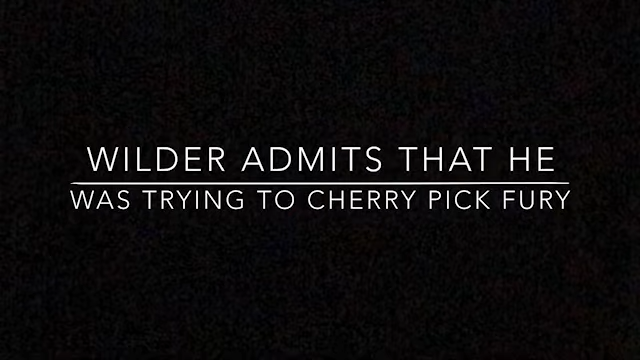 WILDER ADMITS THAT HE
WAS TRYING TO CHERRY PICK FURY